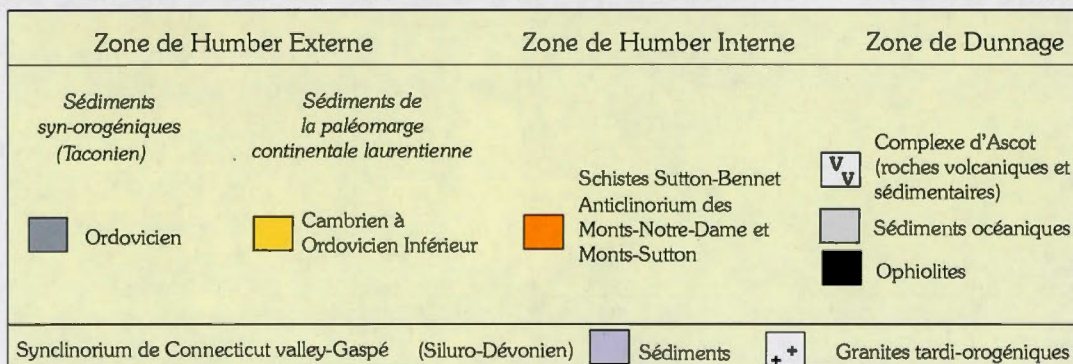 Zone de Humber Externe
Zone de Humber Interne
Zone de Dunnage
Sédiments
syn-orogéniques
(Taconien)
Ordovicien
Sédiments de
la paléomarge
continentale laurentienne
Cambrien à
Ordovicien Inférieur
Schistes Sutton-Bennet
Anticlinorium des
Monts-Notre-Dame et
Monts-Sutton
V V
Complexe d'Ascot
(roches volcaniques et
sédimentaires)
Sédiments océaniques
Ophiolites
Synclinorium de Connecticut valley-Gaspé (Siluro-Dévonien) Sédiments + + + Granites tardi-orogéniques